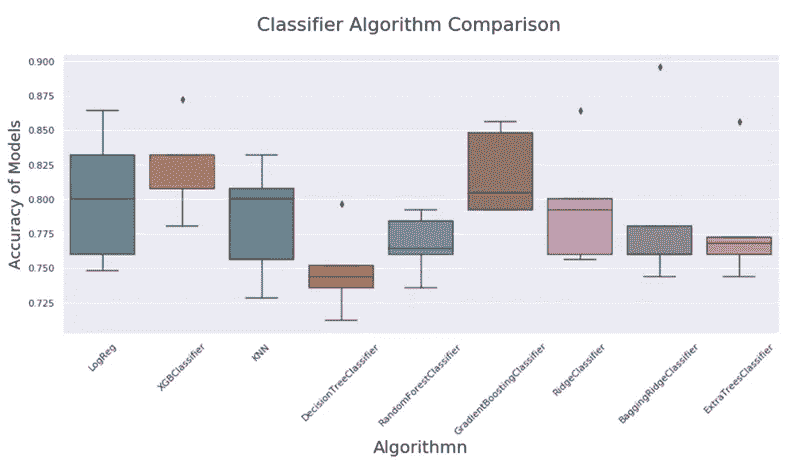 Classifier Algorithm Comparison
Accuracy of Models
0.900
0.875
0.850
0.825
0.800
0.775
0.750
0.725
LogReg
XGBClassifier
KNN
DecisionTreeClassifier
RandomForestClassifier
GradientBoostingClassifier
RidgeClassifier
BaggingRidgeClassifier
ExtraTreesClassifier
Algorithmn